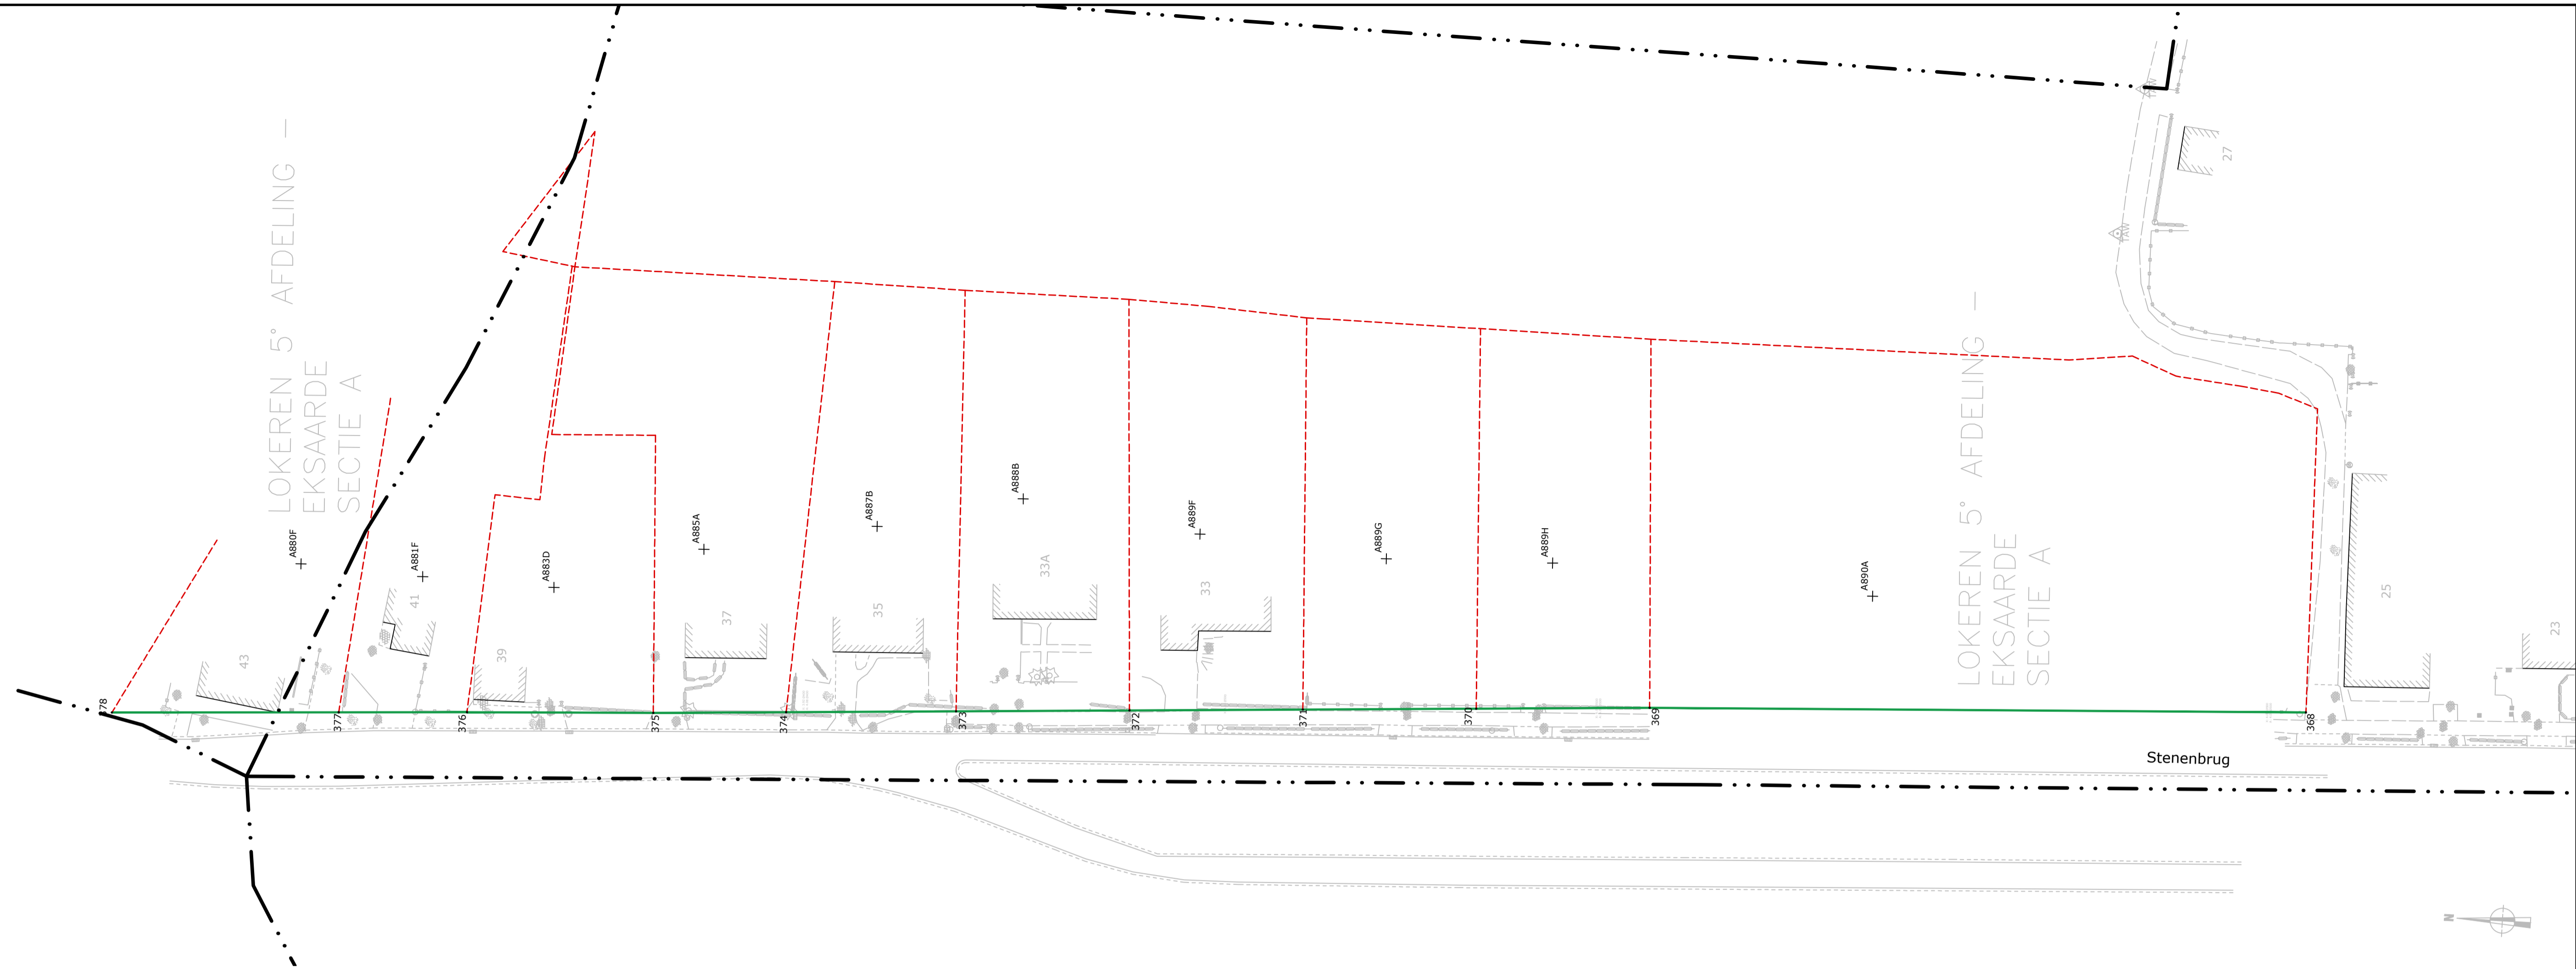 LOKEREN 5° AFDELING —
EKSAARDE
SECTIE A
LOKEREN 5° AFDELING —
EKSAARDE
SECTIE A
A880F
A881F
A883D
A885A
A887B
A888B
A889F
A889G
A889H
A890A
43
41
39
37
35
33A
33
27
25
23
378
377
376
375
374
373
372
371
370
369
368
TAW
Stenenbrug
N